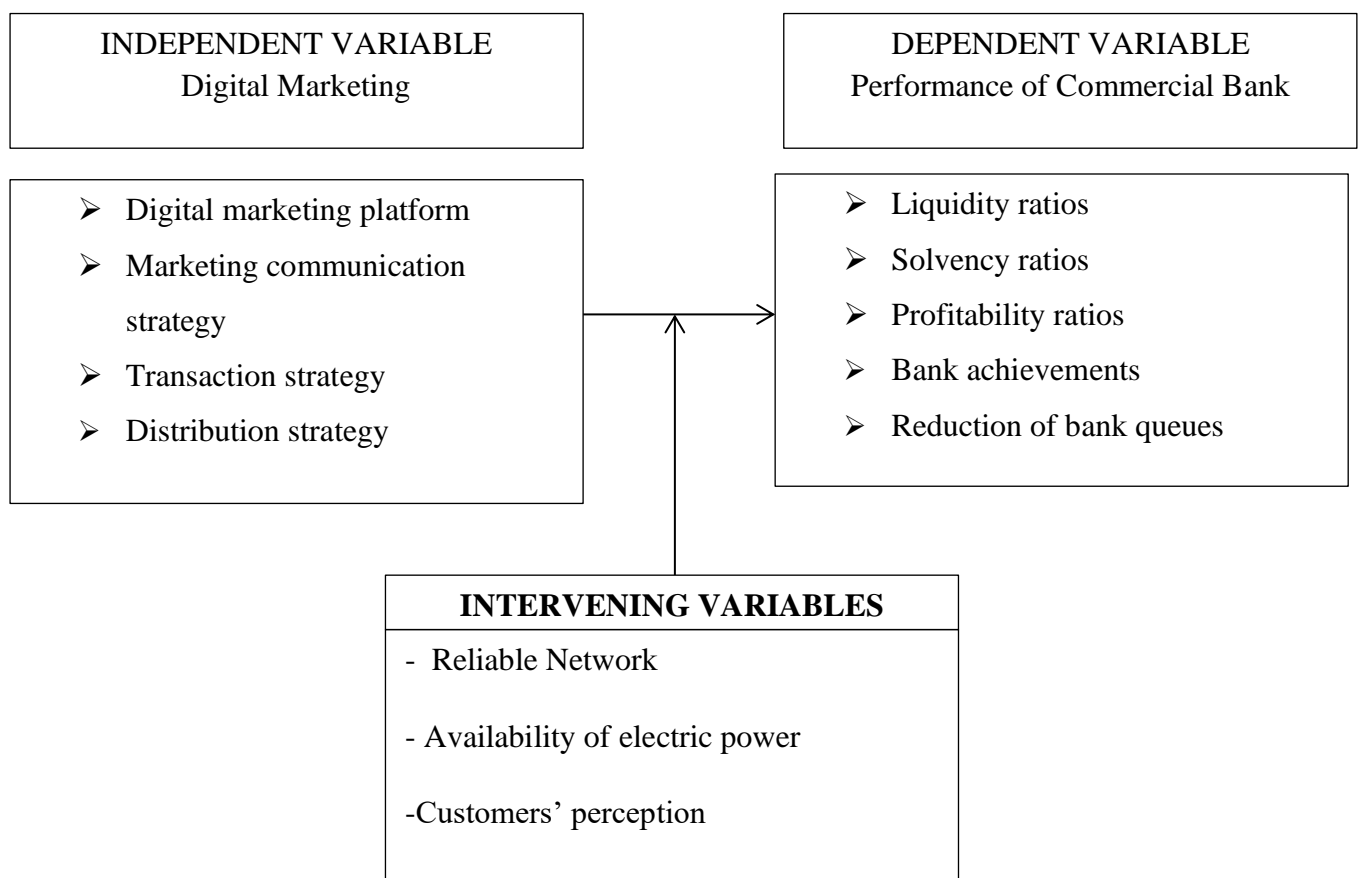 INDEPENDENT VARIABLE
Digital Marketing
DEPENDENT VARIABLE
Performance of Commercial Bank
➢ Digital marketing platform
➢ Marketing communication
strategy
➢ Transaction strategy
➢ Distribution strategy
➢ Liquidity ratios
➢ Solvency ratios
➢ Profitability ratios
➢ Bank achievements
➢ Reduction of bank queues
INTERVENING VARIABLES
- Reliable Network
- Availability of electric power
-Customers’ perception